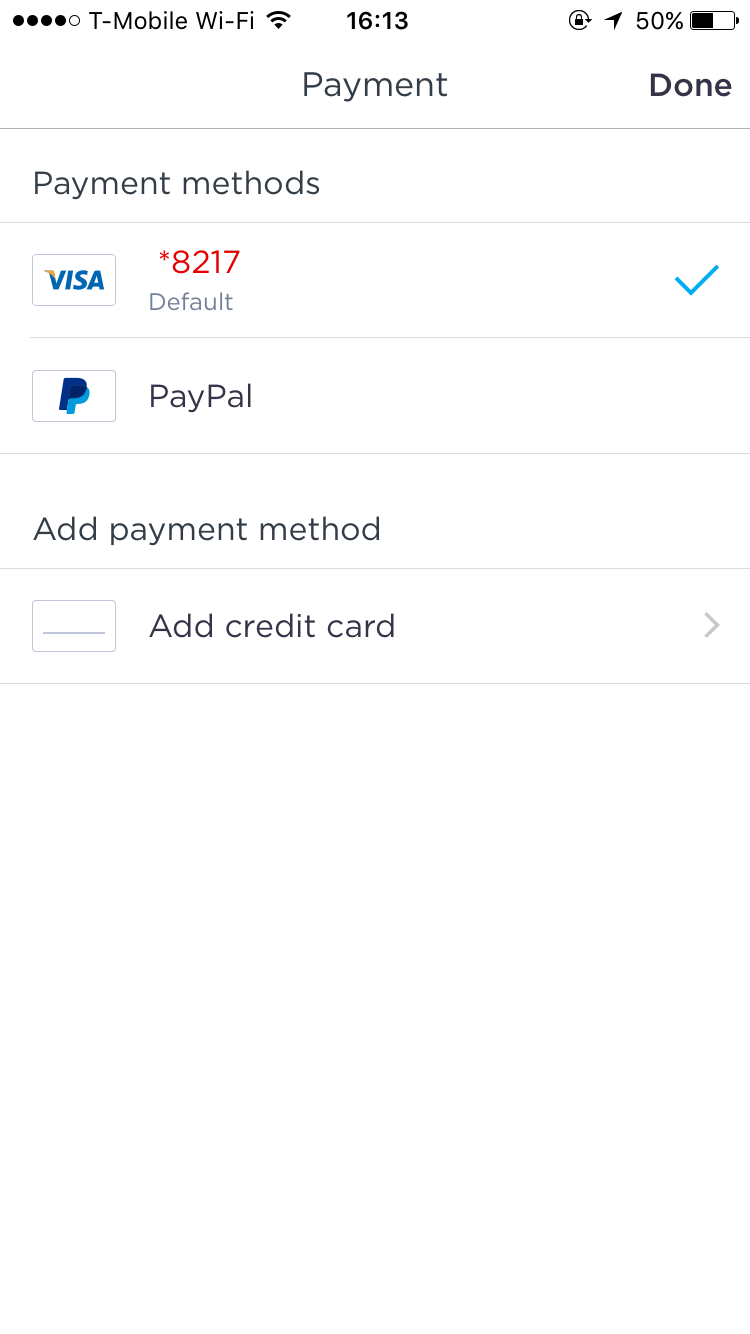 T-Mobile Wi-Fi 16:13 50%
Payment Done
Payment methods
VISA *8217
Default
PayPal
Add payment method
Add credit card